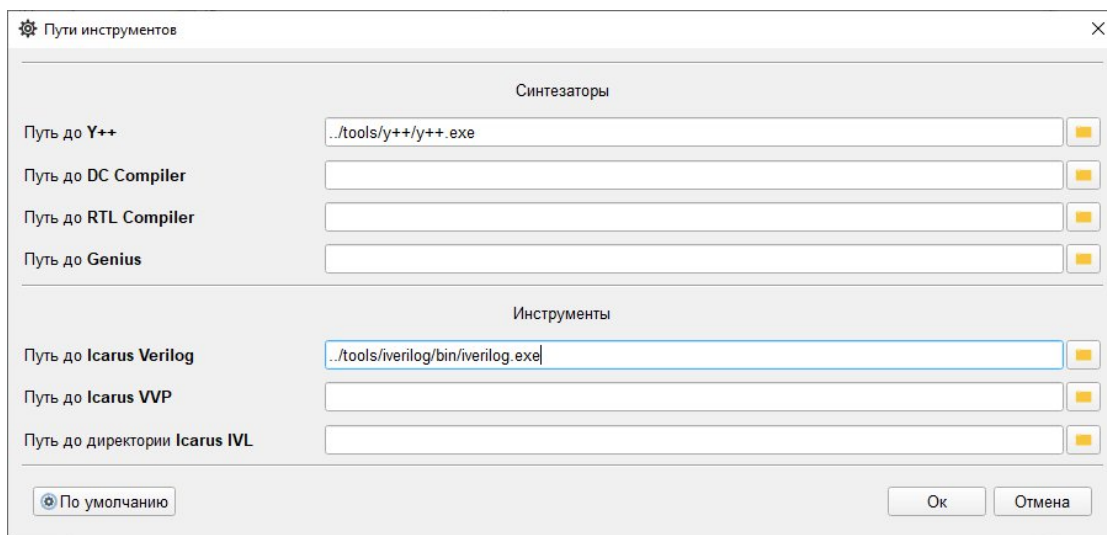 Пути инструментов
Синтезаторы
Путь до Y++ ../tools/y++/y++.exe
Путь до DC Compiler
Путь до RTL Compiler
Путь до Genius
Инструменты
Путь до Icarus Verilog ../tools/iverilog/bin/iverilog.exe
Путь до Icarus VVP
Путь до директории Icarus IVL
По умолчанию Ок Отмена